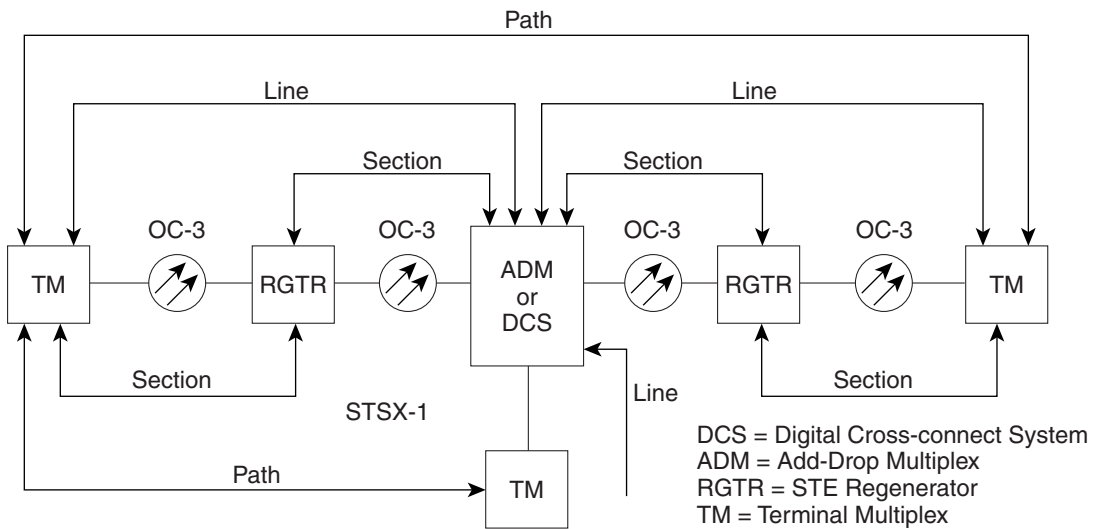 Path
Line
Line
Section
Section
OC-3
OC-3
OC-3
OC-3
TM
RGTR
ADM
or
DCS
RGTR
TM
Section
Section
Line
STSX-1
Path
TM
DCS = Digital Cross-connect System
ADM = Add-Drop Multiplex
RGTR = STE Regenerator
TM = Terminal Multiplex